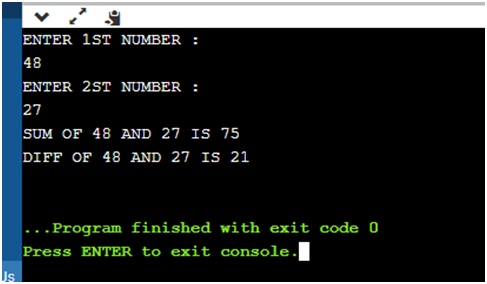 ENTER 1ST NUMBER :
48
ENTER 2ST NUMBER :
27
SUM OF 48 AND 27 IS 75
DIFF OF 48 AND 27 IS 21
...Program finished with exit code 0
Press ENTER to exit console.
Js